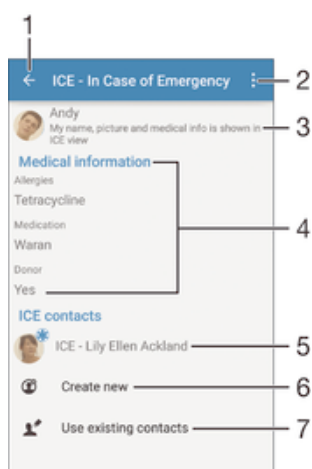 1
ICE - In Case of Emergency
2
Andy
My name, picture and medical info is shown in
ICE view
3
Medical information
Allergies
Tetracycline
Medication
Waran
4
Donor
Yes
ICE contacts
ICE - Lily Ellen Ackland
5
Create new
6
Use existing contacts
7